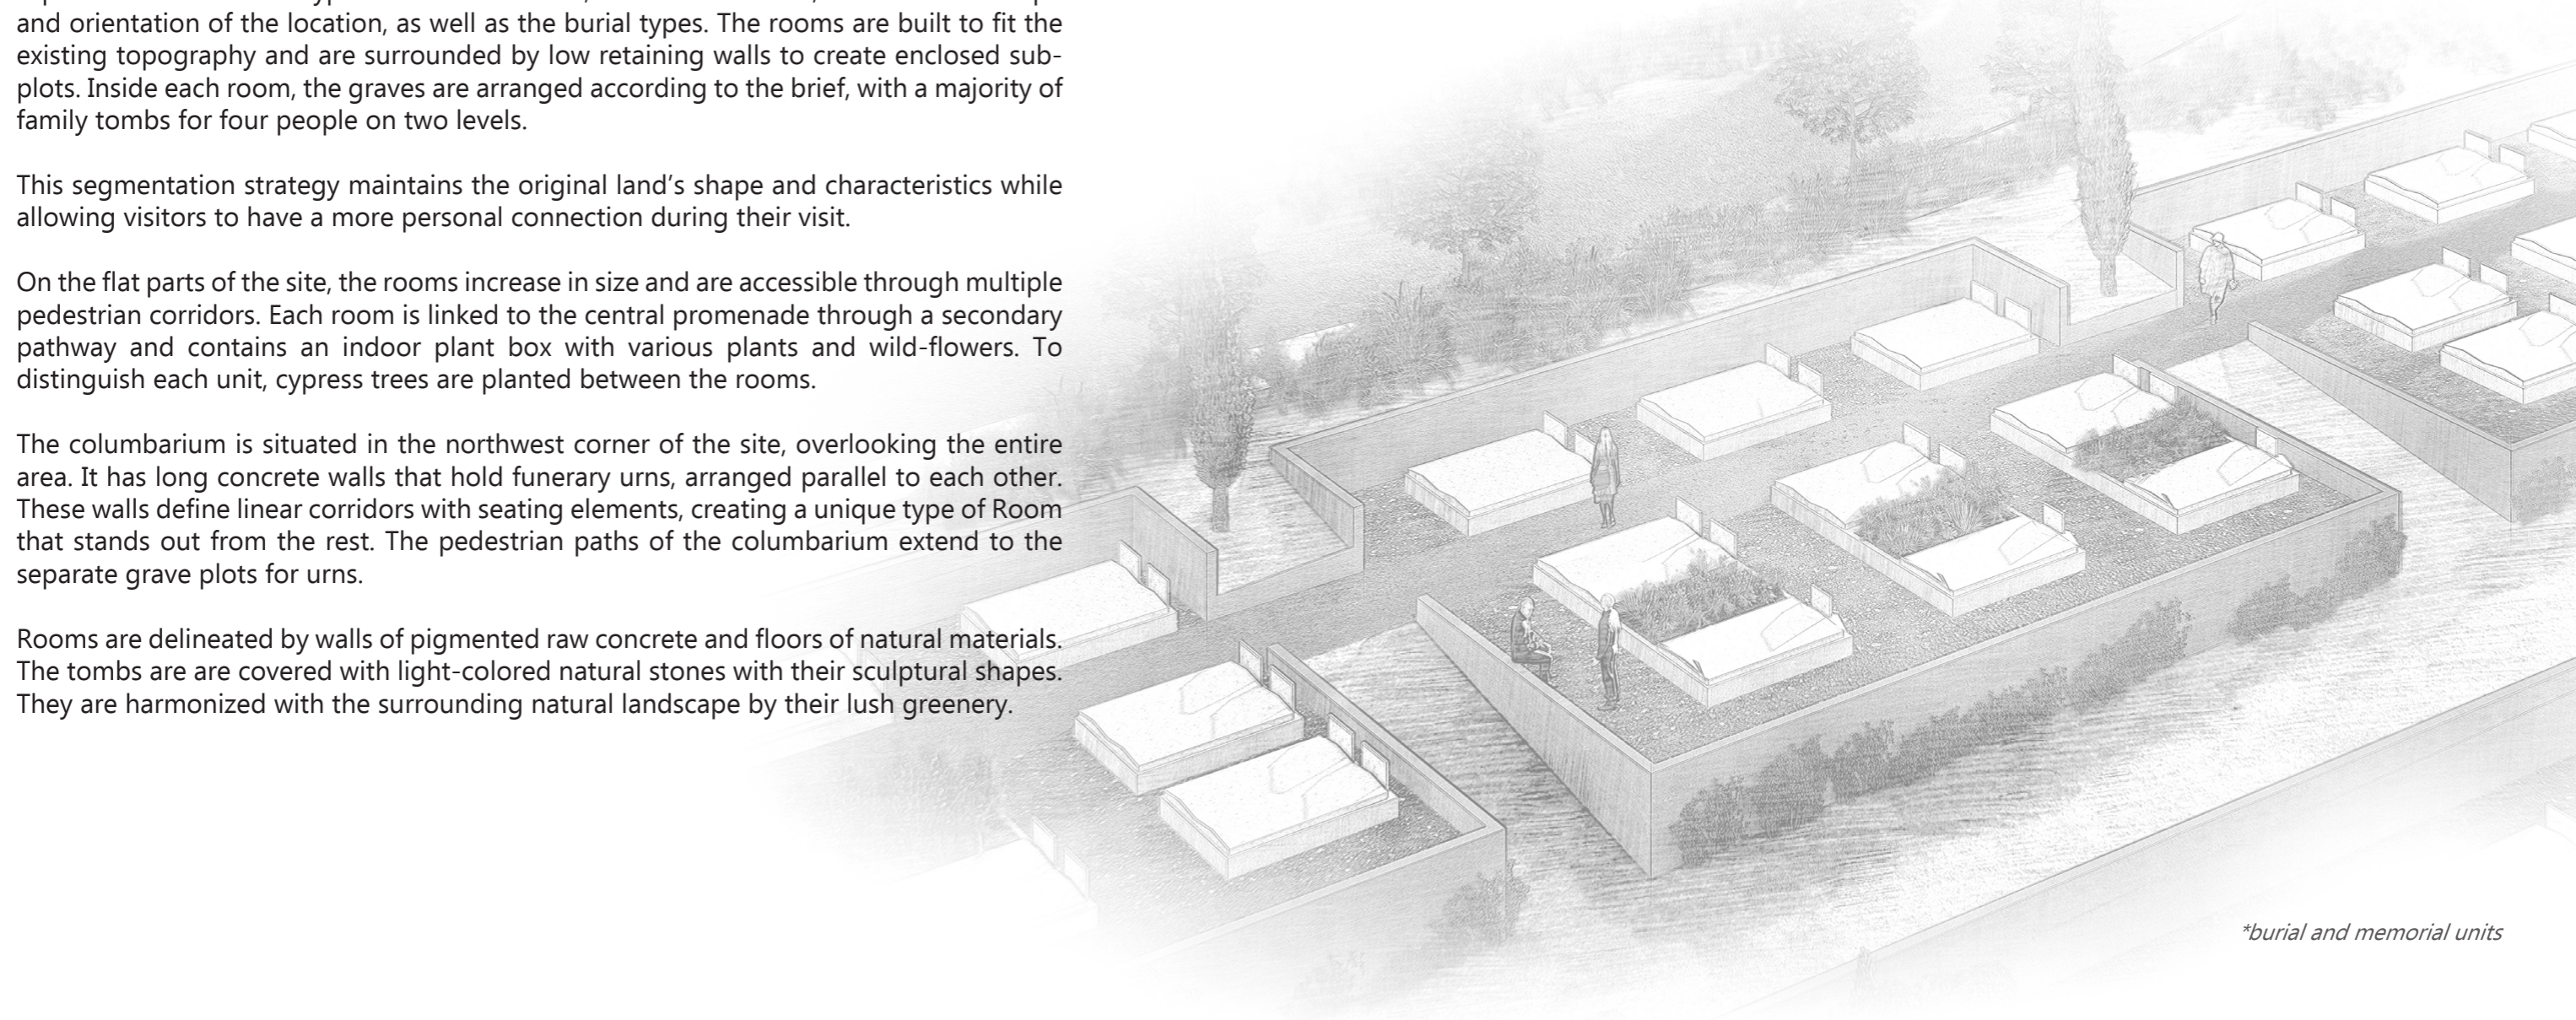 and orientation of the location, as well as the burial types. The rooms are built to fit the
existing topography and are surrounded by low retaining walls to create enclosed sub-
plots. Inside each room, the graves are arranged according to the brief, with a majority of
family tombs for four people on two levels.
This segmentation strategy maintains the original land’s shape and characteristics while
allowing visitors to have a more personal connection during their visit.
On the flat parts of the site, the rooms increase in size and are accessible through multiple
pedestrian corridors. Each room is linked to the central promenade through a secondary
pathway and contains an indoor plant box with various plants and wild-flowers. To
distinguish each unit, cypress trees are planted between the rooms.
The columbarium is situated in the northwest corner of the site, overlooking the entire
area. It has long concrete walls that hold funerary urns, arranged parallel to each other.
These walls define linear corridors with seating elements, creating a unique type of Room
that stands out from the rest. The pedestrian paths of the columbarium extend to the
separate grave plots for urns.
Rooms are delineated by walls of pigmented raw concrete and floors of natural materials.
The tombs are are covered with light-colored natural stones with their sculptural shapes.
They are harmonized with the surrounding natural landscape by their lush greenery.
*burial and memorial units